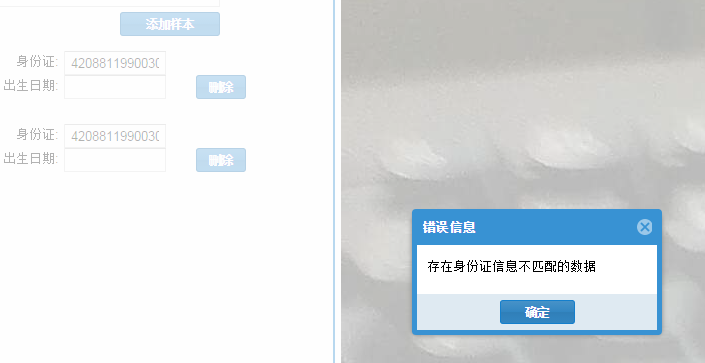 添加样本
身份证: 4208811990030
出生日期: 删除
身份证: 4208811990030
出生日期: 删除
错误信息
存在身份证信息不匹配的数据
确定